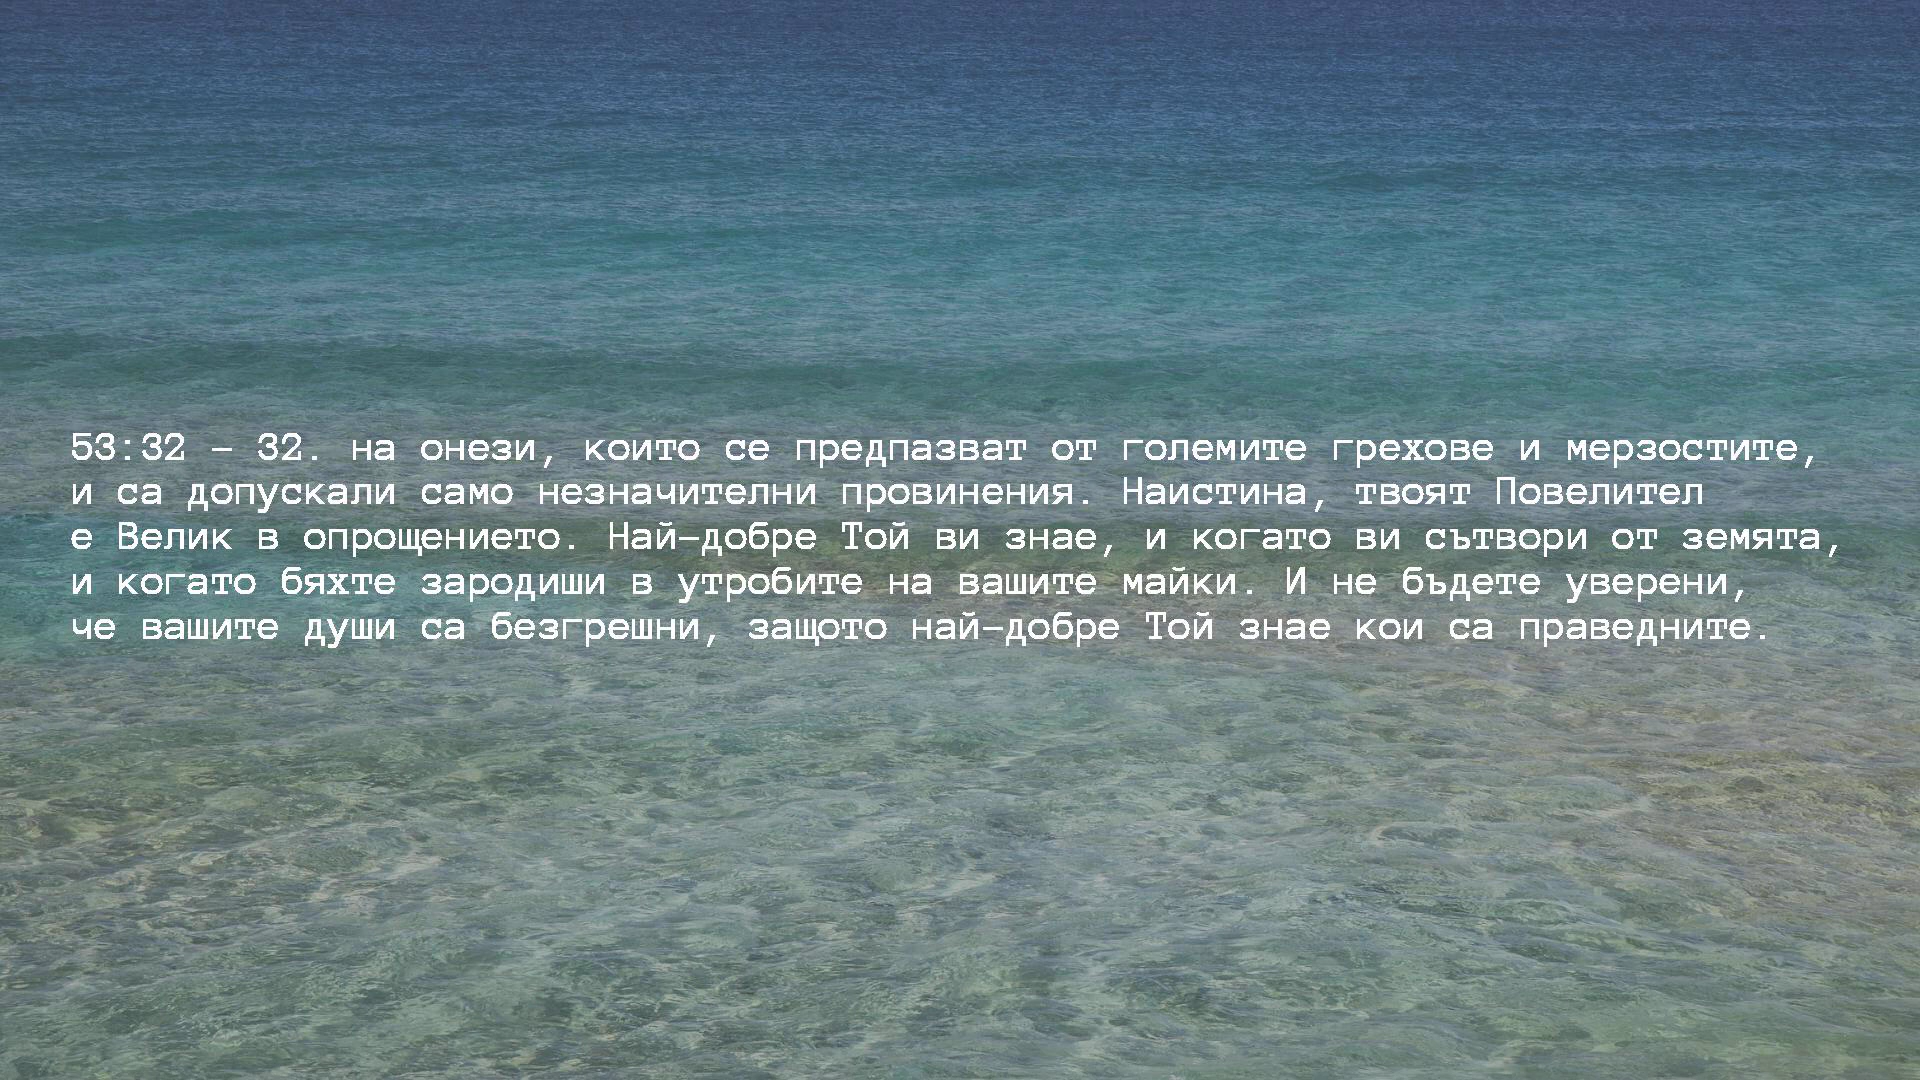 53:32 – 32. на онези, които се предпазват от големите грехове и мерзостите,
и са допускали само незначителни провинения. Наистина, твоят Повелител
е Велик в опрощението. Най-добре Той ви знае, и когато ви сътвори от земята,
и когато бяхте зародиши в утробите на вашите майки. И не бъдете уверени,
че вашите души са безгрешни, защото най-добре Той знае кои са праведните.